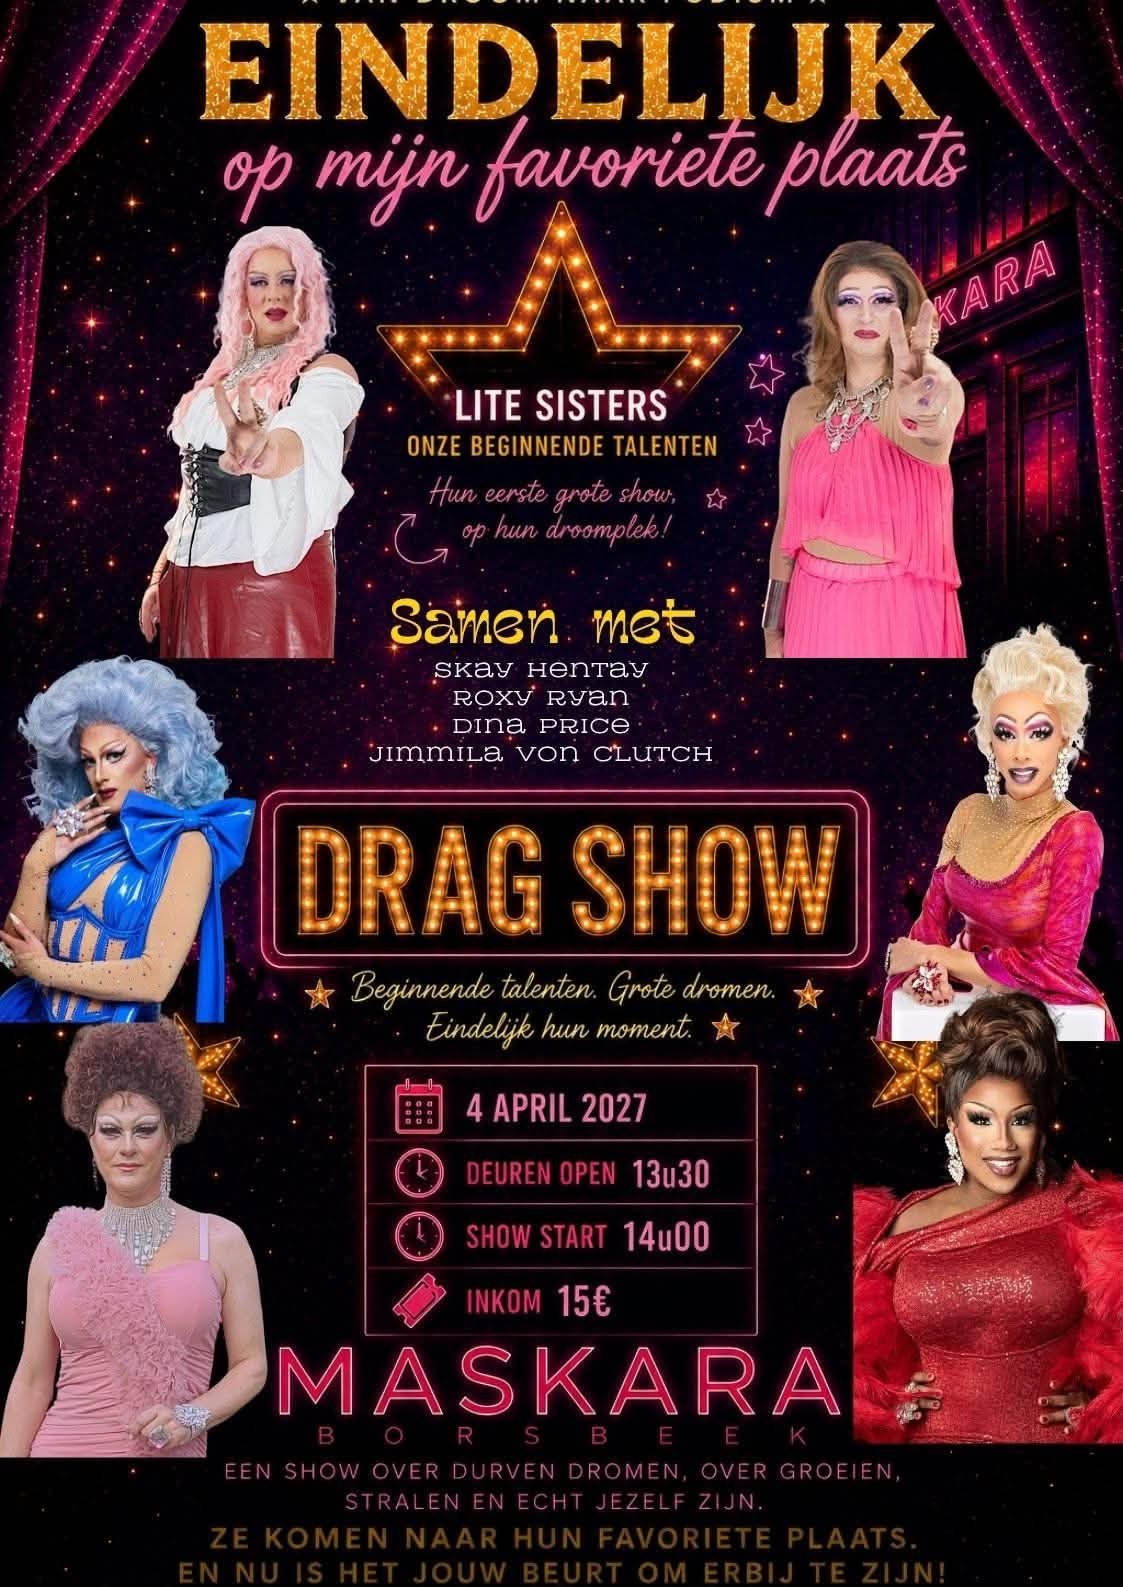 ★ VAN DROOM NAAR PODIUM ★
EINDELIJK
op mijn favoriete plaats
KARA
LITE SISTERS
ONZE BEGINNENDE TALENTEN
Hun eerste grote show,
op hun droomplek!
Samen met
Skay Hentay
Roxy Ryan
Dina Price
Jimmila Von Clutch
DRAG SHOW
Beginnende talenten. Grote dromen.
Eindelijk hun moment.
4 APRIL 2027
DEUREN OPEN 13u30
SHOW START 14u00
INKOM 15€
MASKARA
BORSBEEK
EEN SHOW OVER DURVEN DROMEN, OVER GROEIEN,
STRALEN EN ECHT JEZELF ZIJN.
ZE KOMEN NAAR HUN FAVORIETE PLAATS.
EN NU IS HET JOUW BEURT OM ERBIJ TE ZIJN!